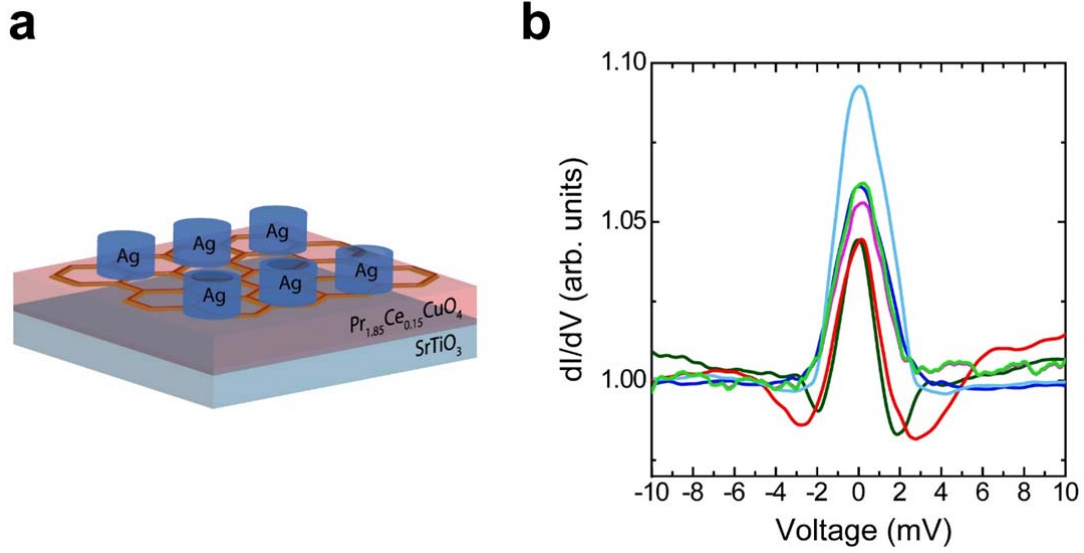 a
Ag
Ag
Ag
Ag
Ag
Ag
Pr1.85Ce0.15CuO4
SrTiO3
b
1.10
1.05
1.00
dI/dV (arb. units)
-10 -8 -6 -4 -2 0 2 4 6 8 10
Voltage (mV)